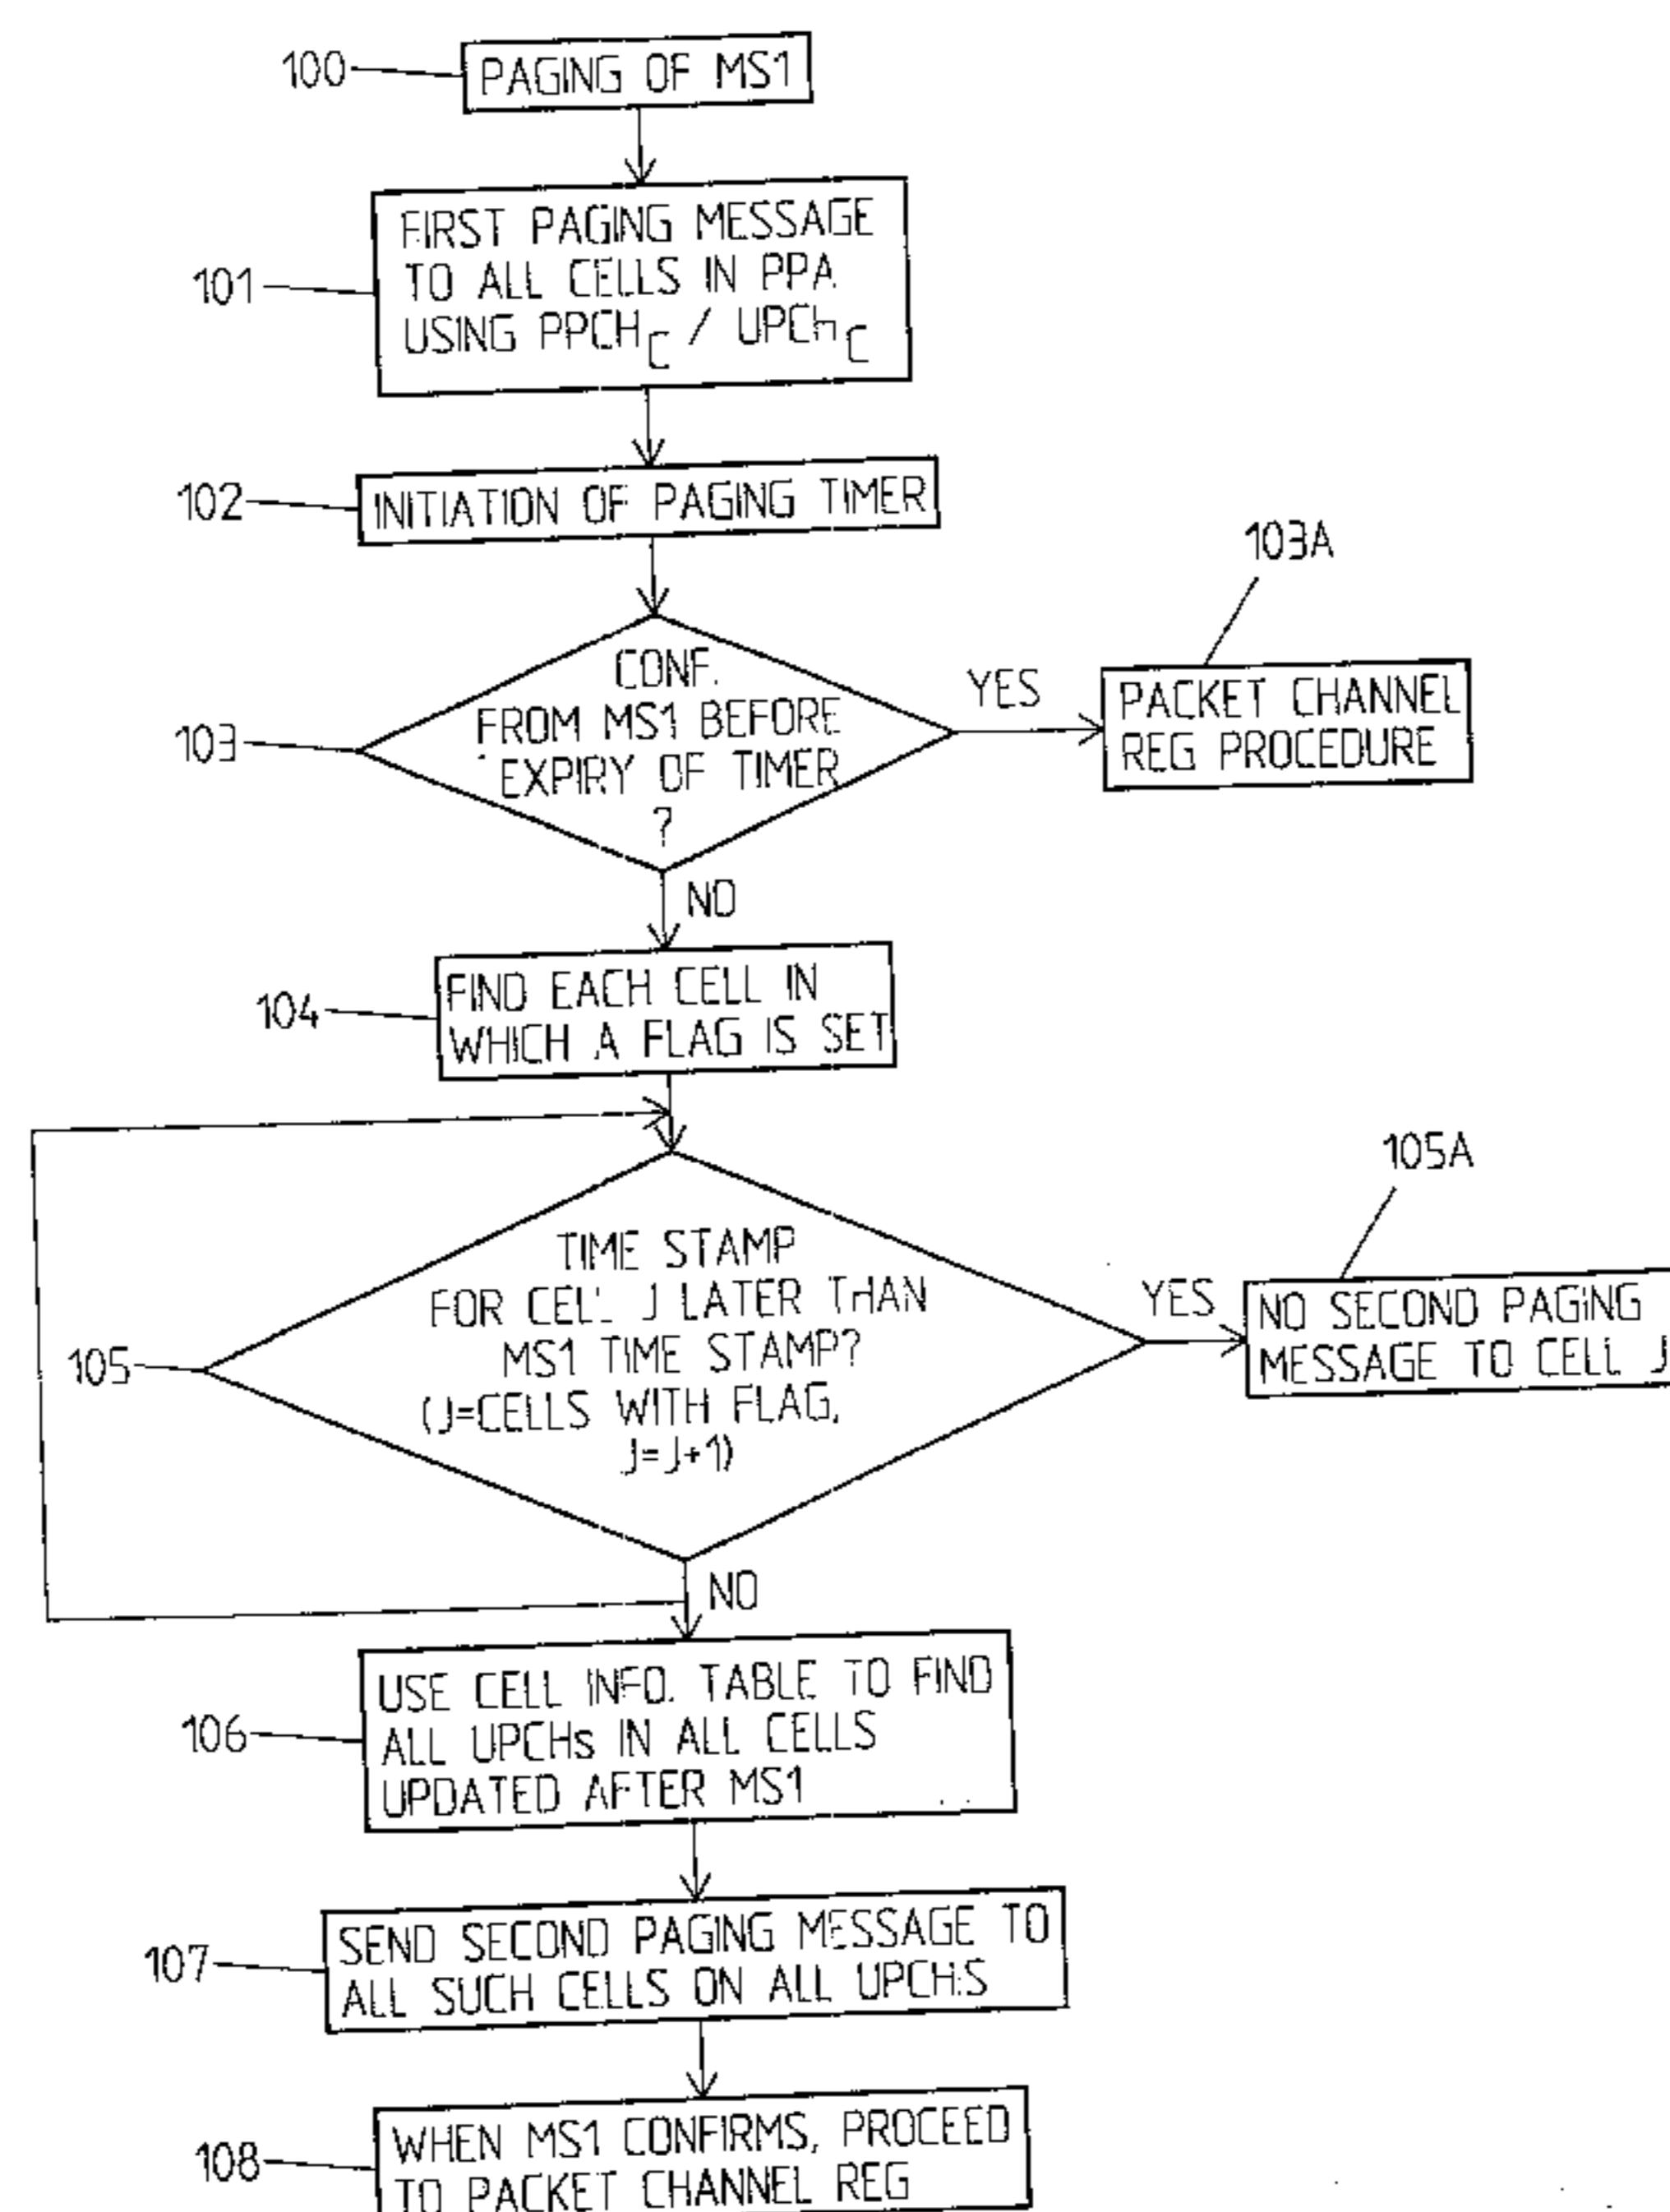 100
PAGING OF MS1
101
FIRST PAGING MESSAGE
TO ALL CELLS IN PPA
USING PPCHC / UPChC
102
INITIATION OF PAGING TIMER
103A
103
CONF.
FROM MS1 BEFORE
EXPIRY OF TIMER
?
YES
PACKET CHANNEL
REG PROCEDURE
NO
104
FIND EACH CELL IN
WHICH A FLAG IS SET
105A
105
TIME STAMP
FOR CELL J LATER THAN
MS1 TIME STAMP?
(J=CELLS WITH FLAG,
J=J+1)
YES
NO SECOND PAGING
MESSAGE TO CELL J
NO
106
USE CELL INFO. TABLE TO FIND
ALL UPCHs IN ALL CELLS
UPDATED AFTER MS1
107
SEND SECOND PAGING MESSAGE TO
ALL SUCH CELLS ON ALL UPCH:S
108
WHEN MS1 CONFIRMS, PROCEED
TO PACKET CHANNEL REG